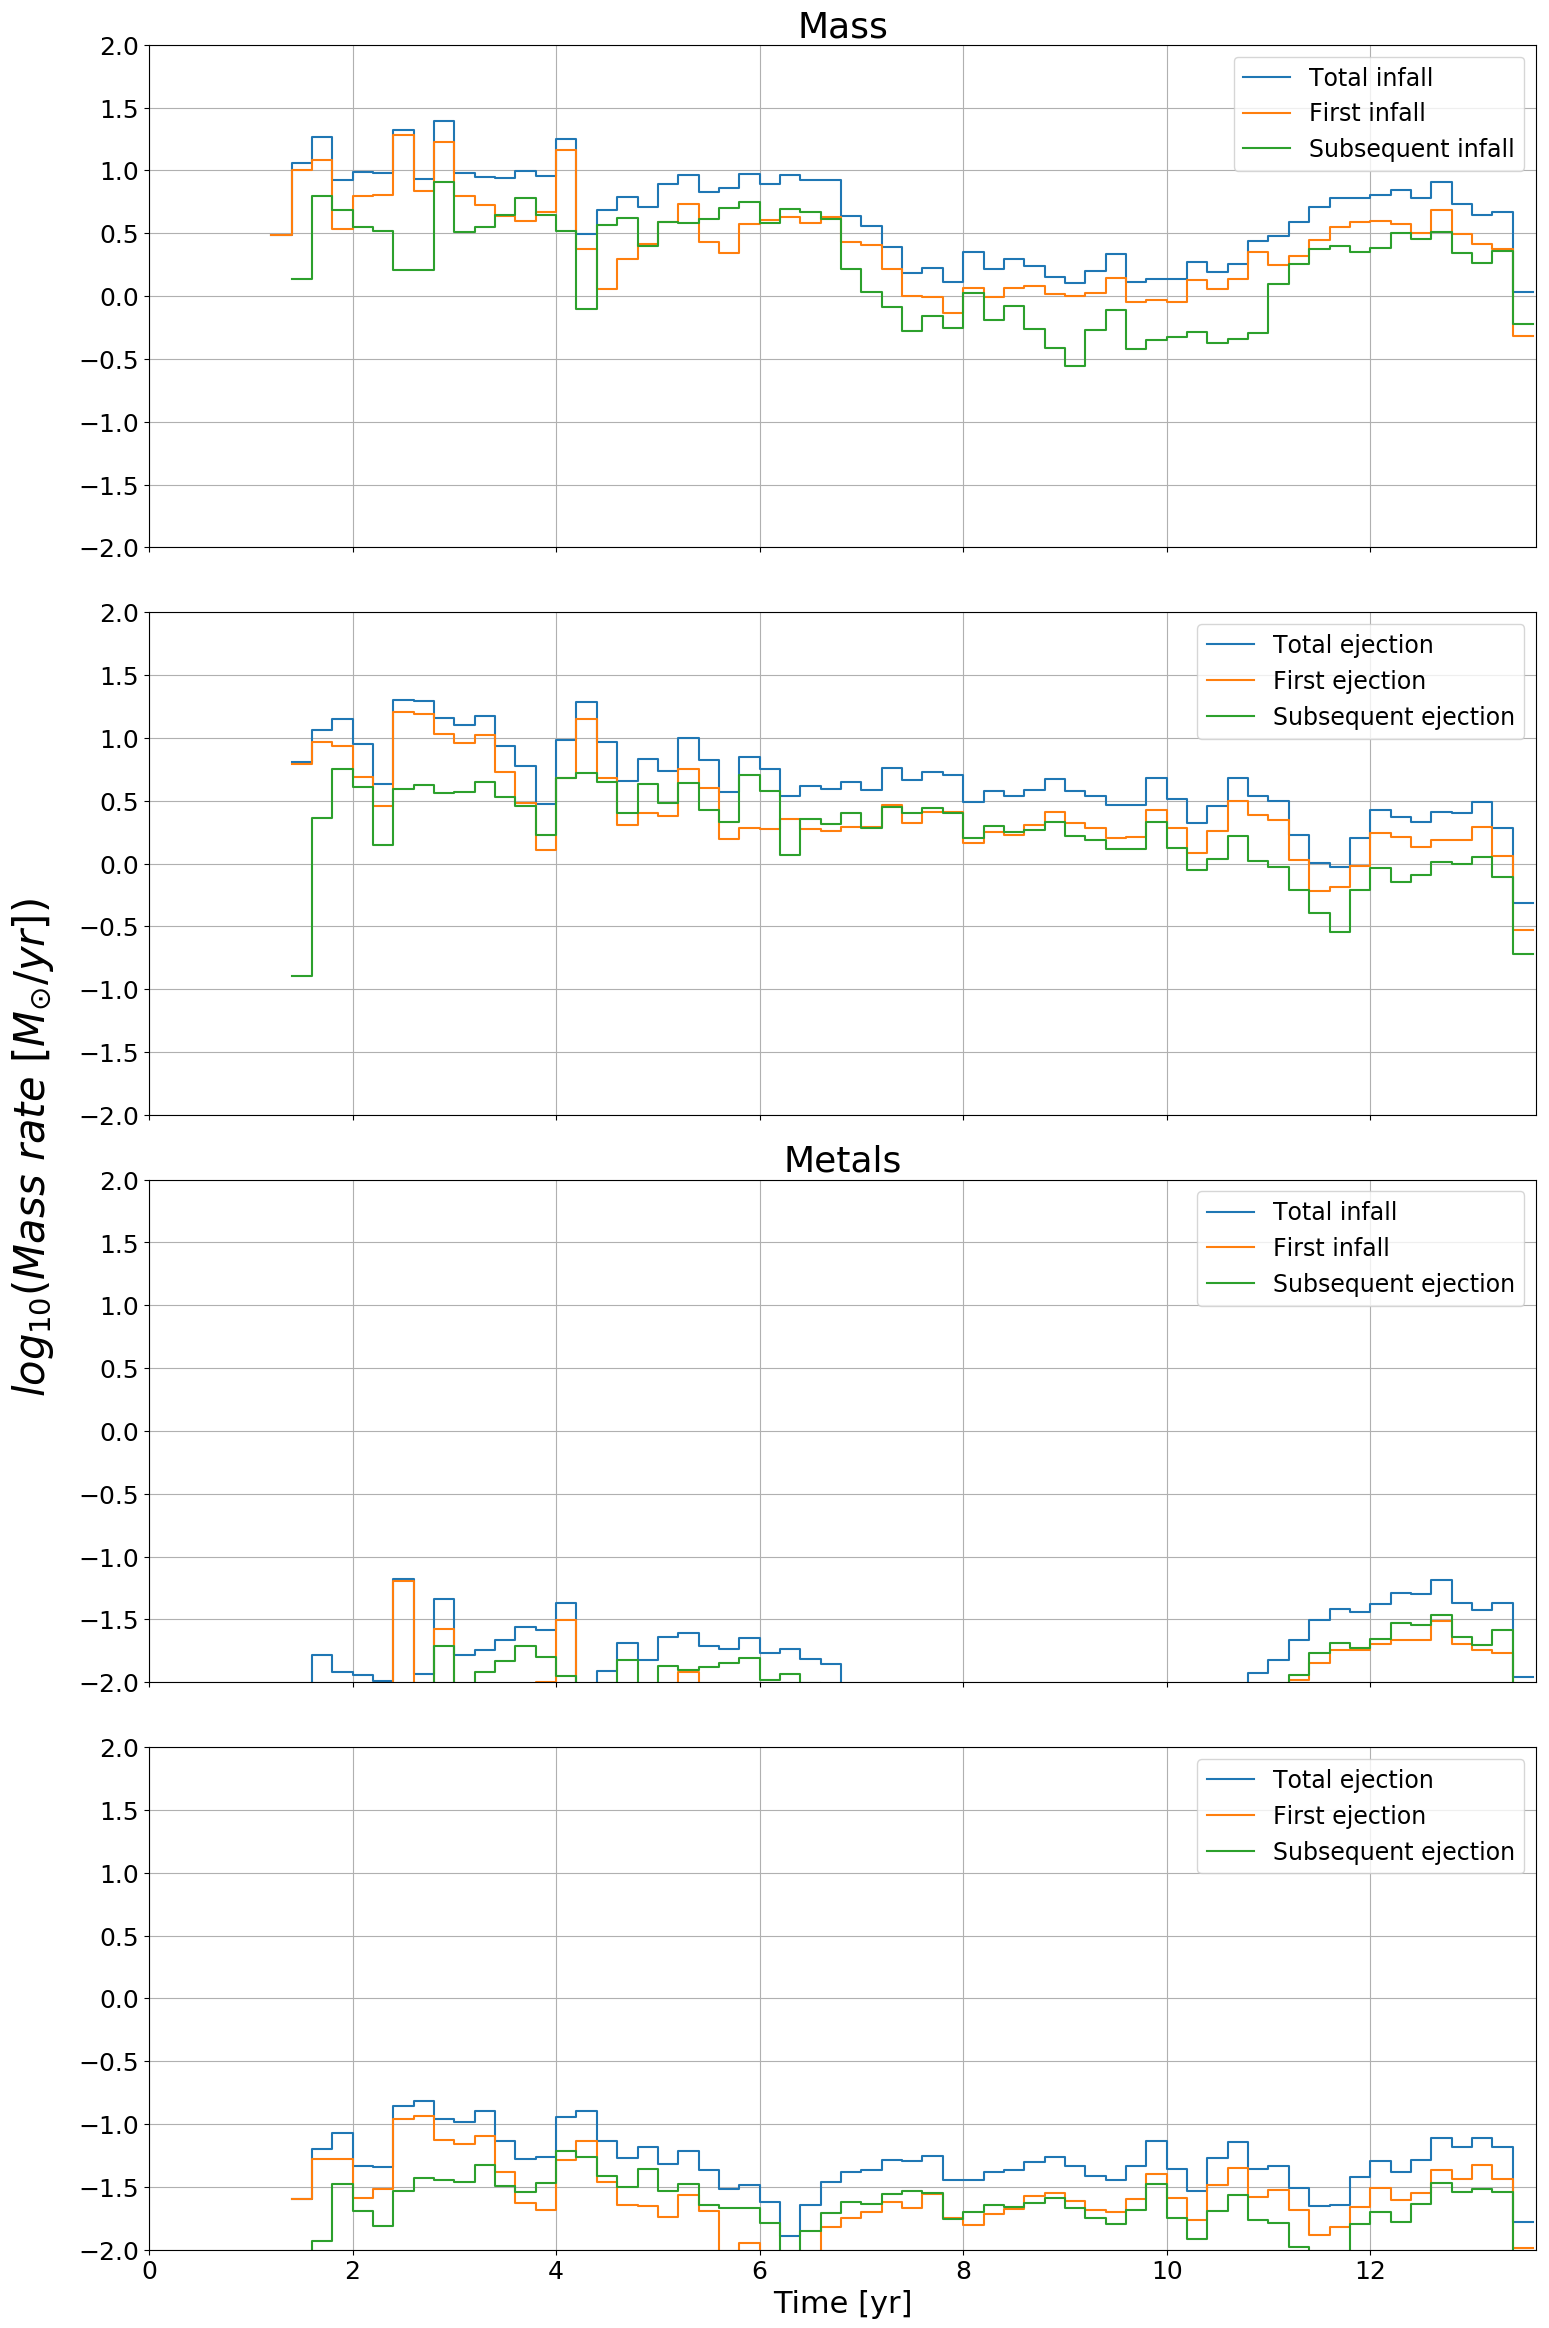 Mass
2.0
1.5
1.0
0.5
0.0
−0.5
−1.0
−1.5
−2.0
Total infall
First infall
Subsequent infall
2.0
1.5
1.0
0.5
0.0
−0.5
−1.0
−1.5
−2.0
Total ejection
First ejection
Subsequent ejection
log₁₀(Mass rate [M⊙/yr])
Metals
2.0
1.5
1.0
0.5
0.0
−0.5
−1.0
−1.5
−2.0
Total infall
First infall
Subsequent ejection
2.0
1.5
1.0
0.5
0.0
−0.5
−1.0
−1.5
−2.0
Total ejection
First ejection
Subsequent ejection
0 2 4 6 8 10 12
Time [yr]